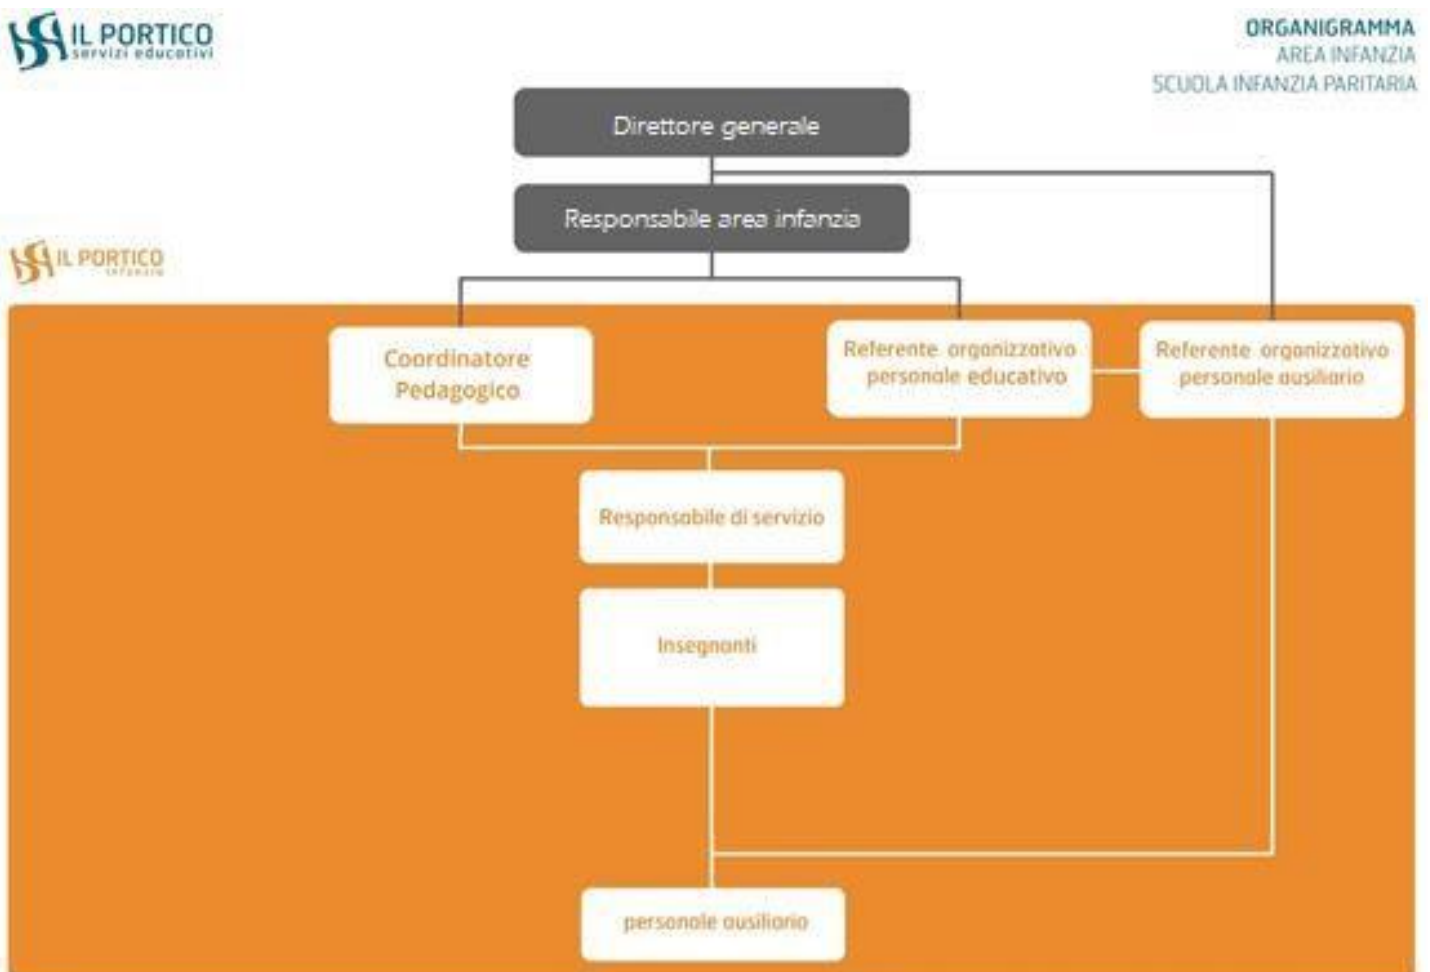 IL PORTICO
servizi educativi
ORGANIGRAMMA
AREA INFANZIA
SCUOLA INFANZIA PARITARIA
Direttore generale
Responsabile area infanzia
IL PORTICO
infanzia
Coordinatore
Pedagogico
Referente organizzativo
personale educativo
Referente organizzativo
personale ausiliario
Responsabile di servizio
Insegnanti
personale ausiliario